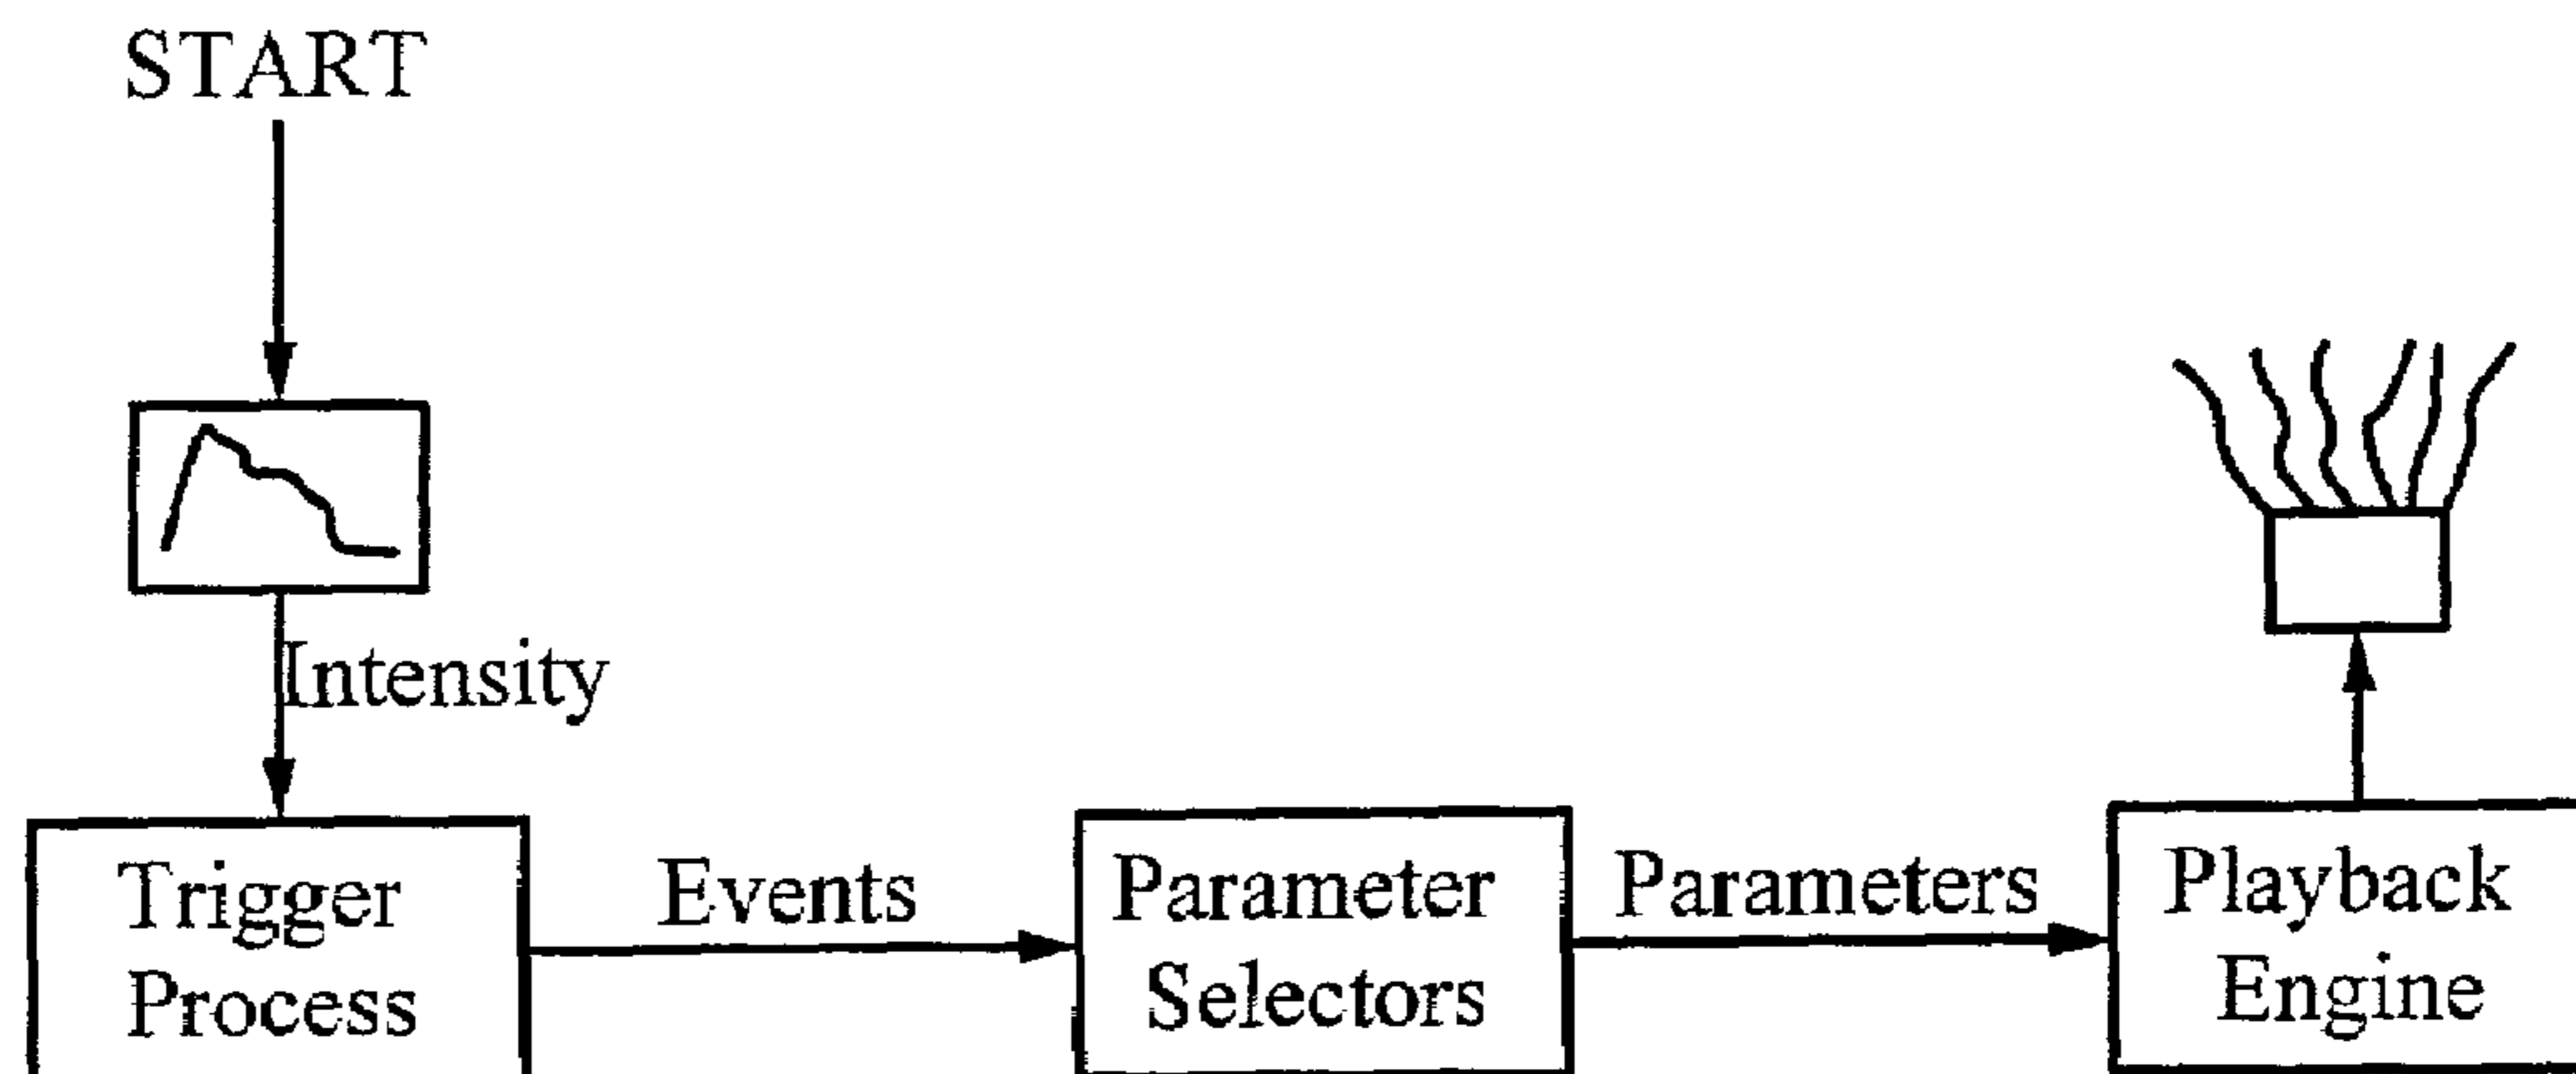 START
Intensity
Trigger
Process
Events
Parameter
Selectors
Parameters
Playback
Engine